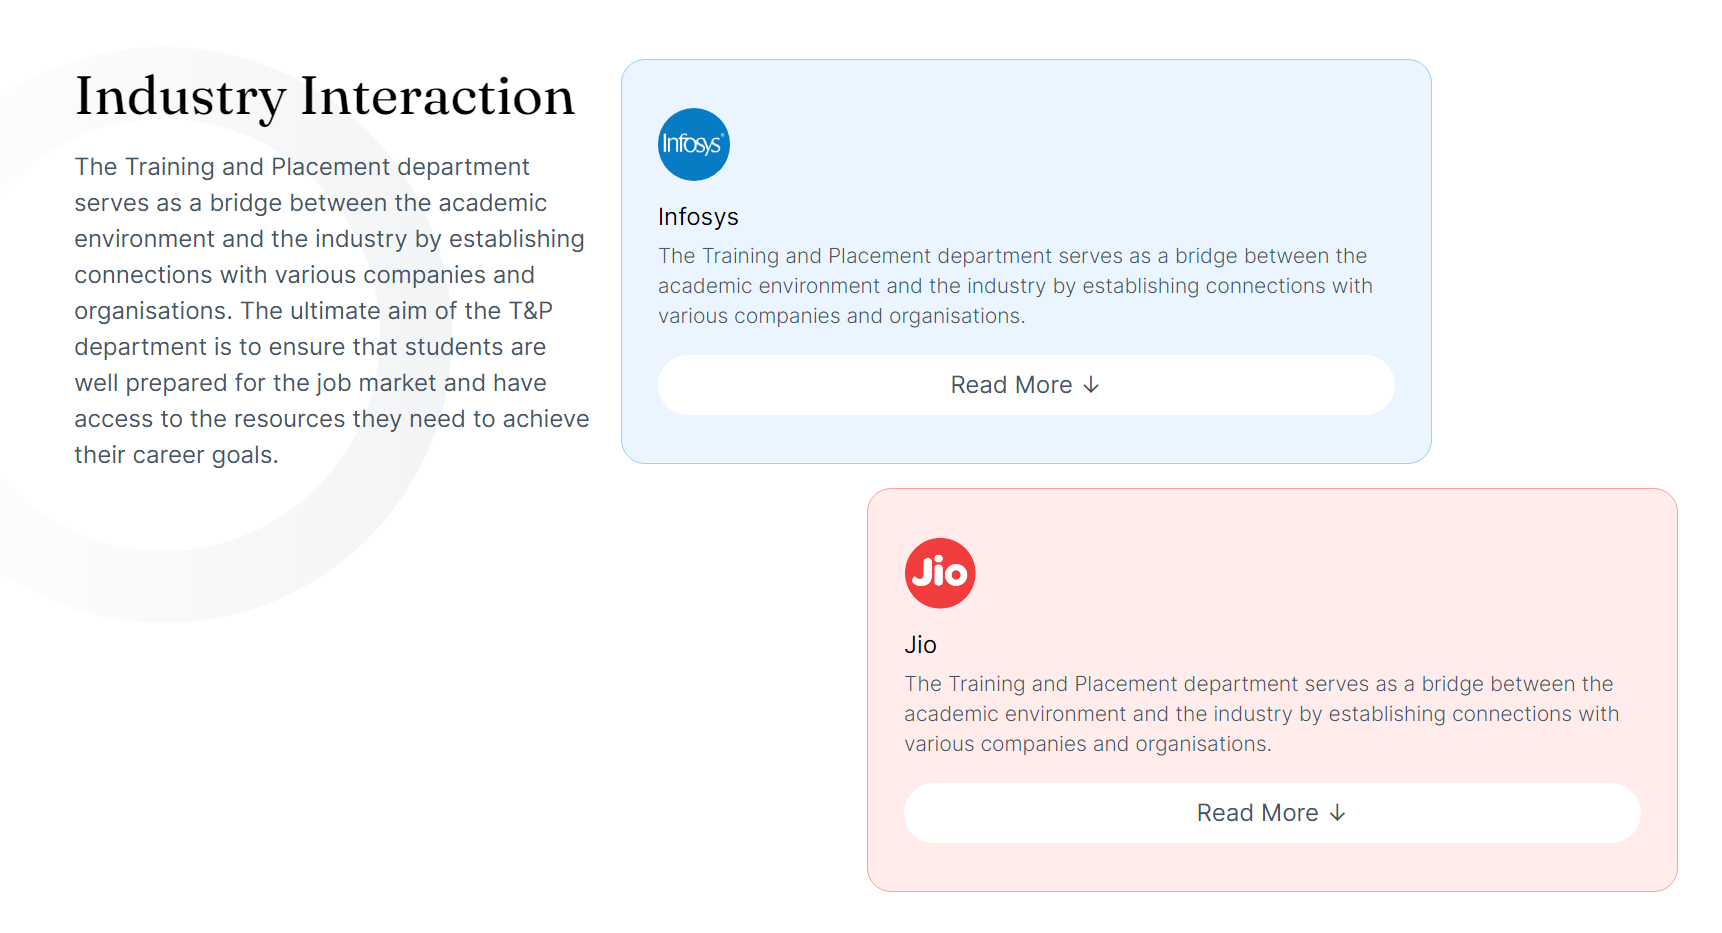 Industry Interaction
The Training and Placement department
serves as a bridge between the academic
environment and the industry by establishing
connections with various companies and
organisations. The ultimate aim of the T&P
department is to ensure that students are
well prepared for the job market and have
access to the resources they need to achieve
their career goals.
Infosys®
Infosys
The Training and Placement department serves as a bridge between the
academic environment and the industry by establishing connections with
various companies and organisations.
Read More ↓
Jio
Jio
The Training and Placement department serves as a bridge between the
academic environment and the industry by establishing connections with
various companies and organisations.
Read More ↓